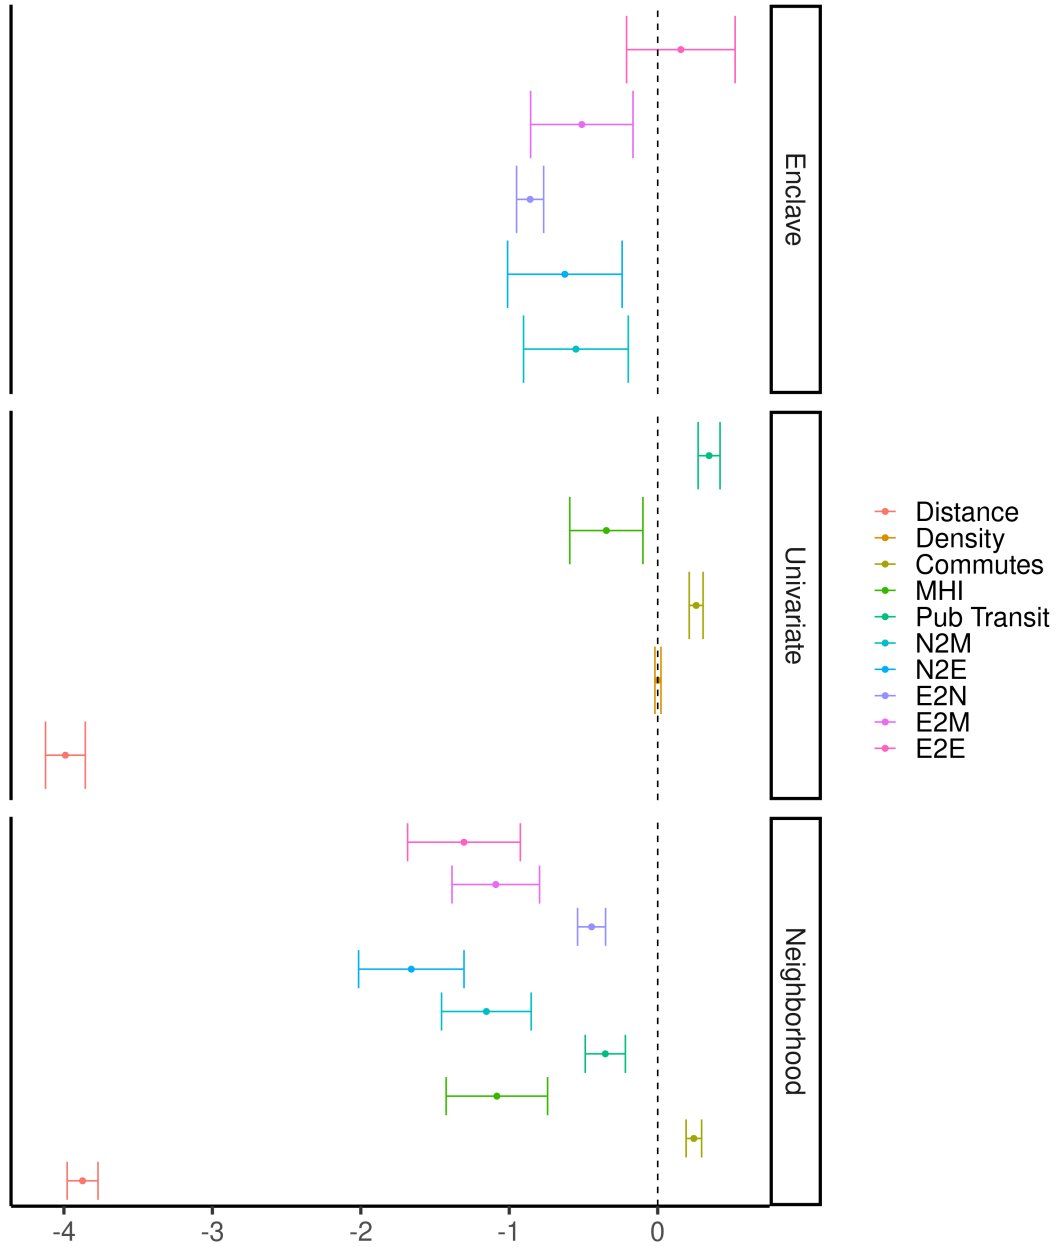 Enclave
Univariate
Neighborhood
Distance
Density
Commutes
MHI
Pub Transit
N2M
N2E
E2N
E2M
E2E
-4 -3 -2 -1 0